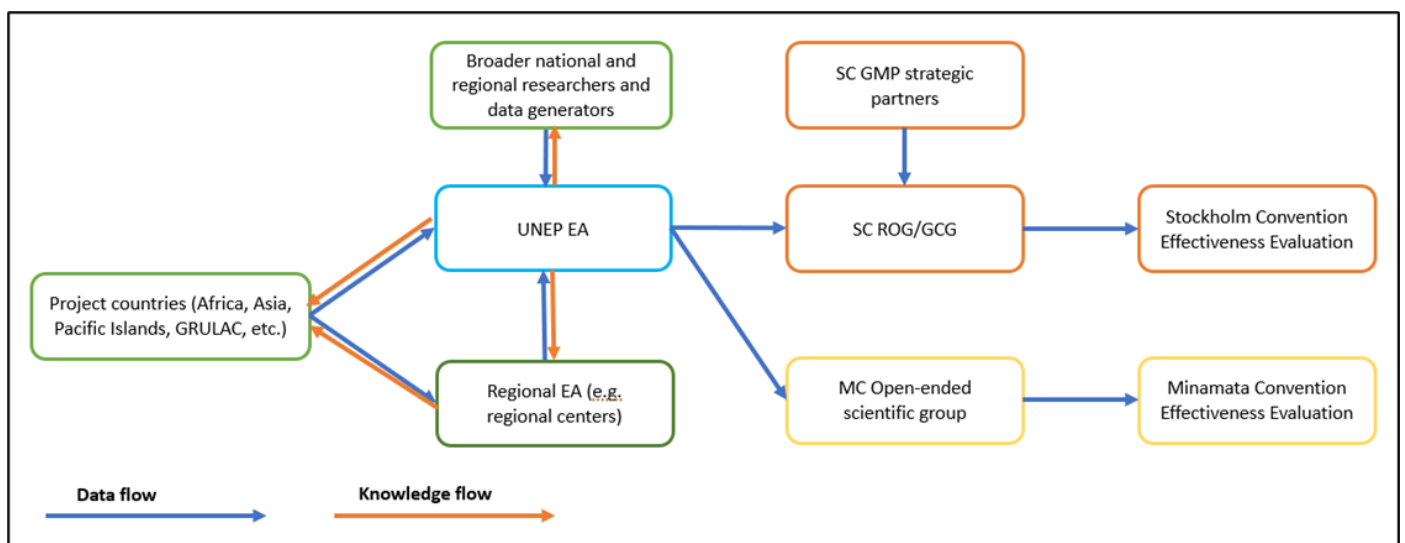 Broader national and
regional researchers and
data generators
SC GMP strategic
partners
UNEP EA
SC ROG/GCG
Stockholm Convention
Effectiveness Evaluation
Project countries (Africa, Asia,
Pacific Islands, GRULAC, etc.)
Regional EA (e.g.
regional centers)
MC Open-ended
scientific group
Minamata Convention
Effectiveness Evaluation
Data flow
Knowledge flow